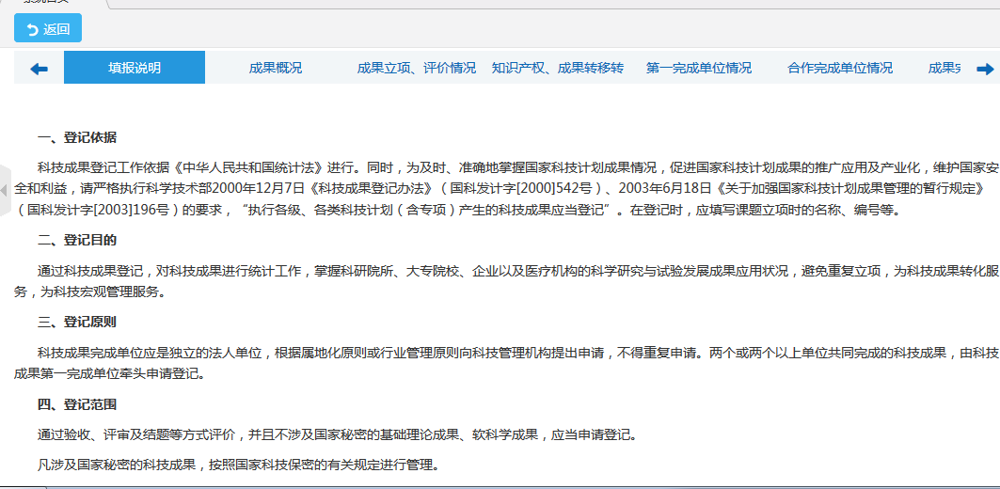 返回
填报说明 成果概况 成果立项、评价情况 知识产权、成果转移转 第一完成单位情况 合作完成单位情况 成果完
一、登记依据
科技成果登记工作依据《中华人民共和国统计法》进行。同时，为及时、准确地掌握国家科技计划成果情况，促进国家科技计划成果的推广应用及产业化，维护国家安
全和利益，请严格执行科学技术部2000年12月7日《科技成果登记办法》（国科发计字[2000]542号）、2003年6月18日《关于加强国家科技计划成果管理的暂行规定》
（国科发计字[2003]196号）的要求，“执行各级、各类科技计划（含专项）产生的科技成果应当登记”。在登记时，应填写课题立项时的名称、编号等。
二、登记目的
通过科技成果登记，对科技成果进行统计工作，掌握科研院所、大专院校、企业以及医疗机构的科学研究与试验发展成果应用状况，避免重复立项，为科技成果转化服
务，为科技宏观管理服务。
三、登记原则
科技成果完成单位应是独立的法人单位，根据属地化原则或行业管理原则向科技管理机构提出申请，不得重复申请。两个或两个以上单位共同完成的科技成果，由科技
成果第一完成单位牵头申请登记。
四、登记范围
通过验收、评审及结题等方式评价，并且不涉及国家秘密的基础理论成果、软科学成果，应当申请登记。
凡涉及国家秘密的科技成果，按照国家科技保密的有关规定进行管理。